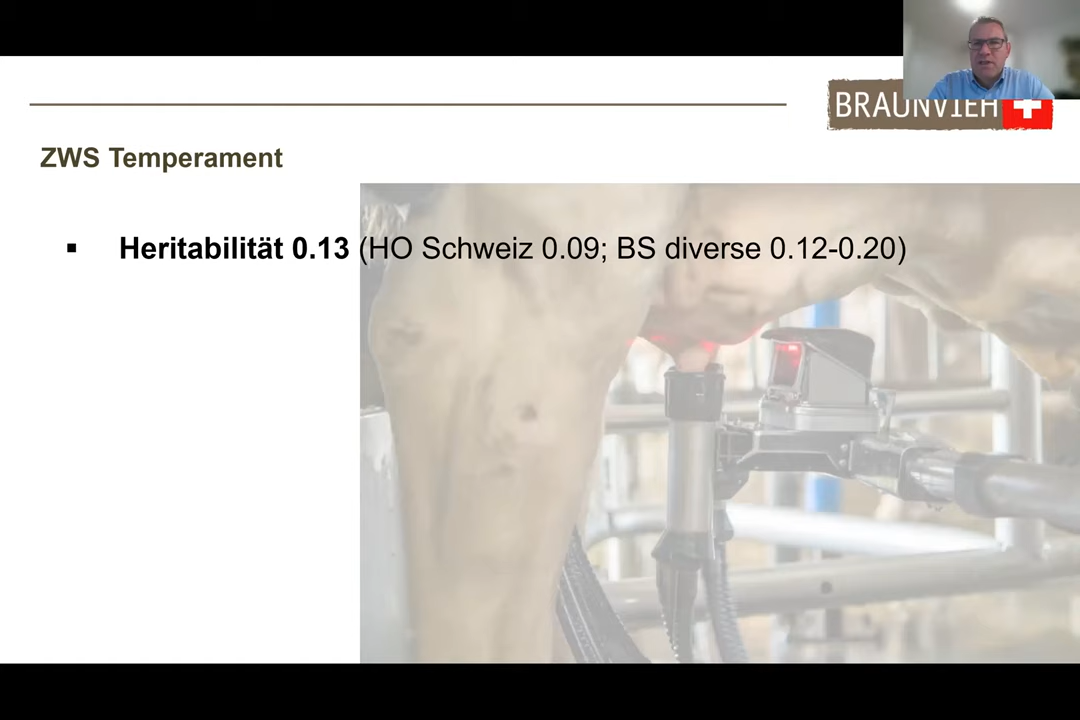 BRAUNVIEH
ZWS Temperament
▪ Heritabilität 0.13 (HO Schweiz 0.09; BS diverse 0.12-0.20)